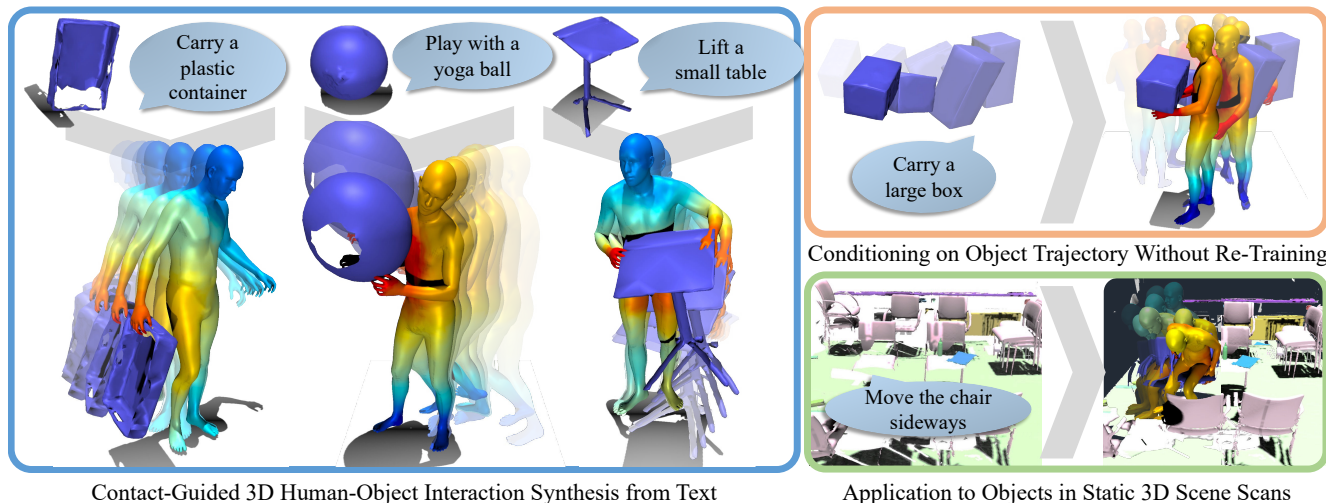 Carry a
plastic
container
Play with a
yoga ball
Lift a
small table
Contact-Guided 3D Human-Object Interaction Synthesis from Text
Carry a
large box
Conditioning on Object Trajectory Without Re-Training
Move the chair
sideways
Application to Objects in Static 3D Scene Scans